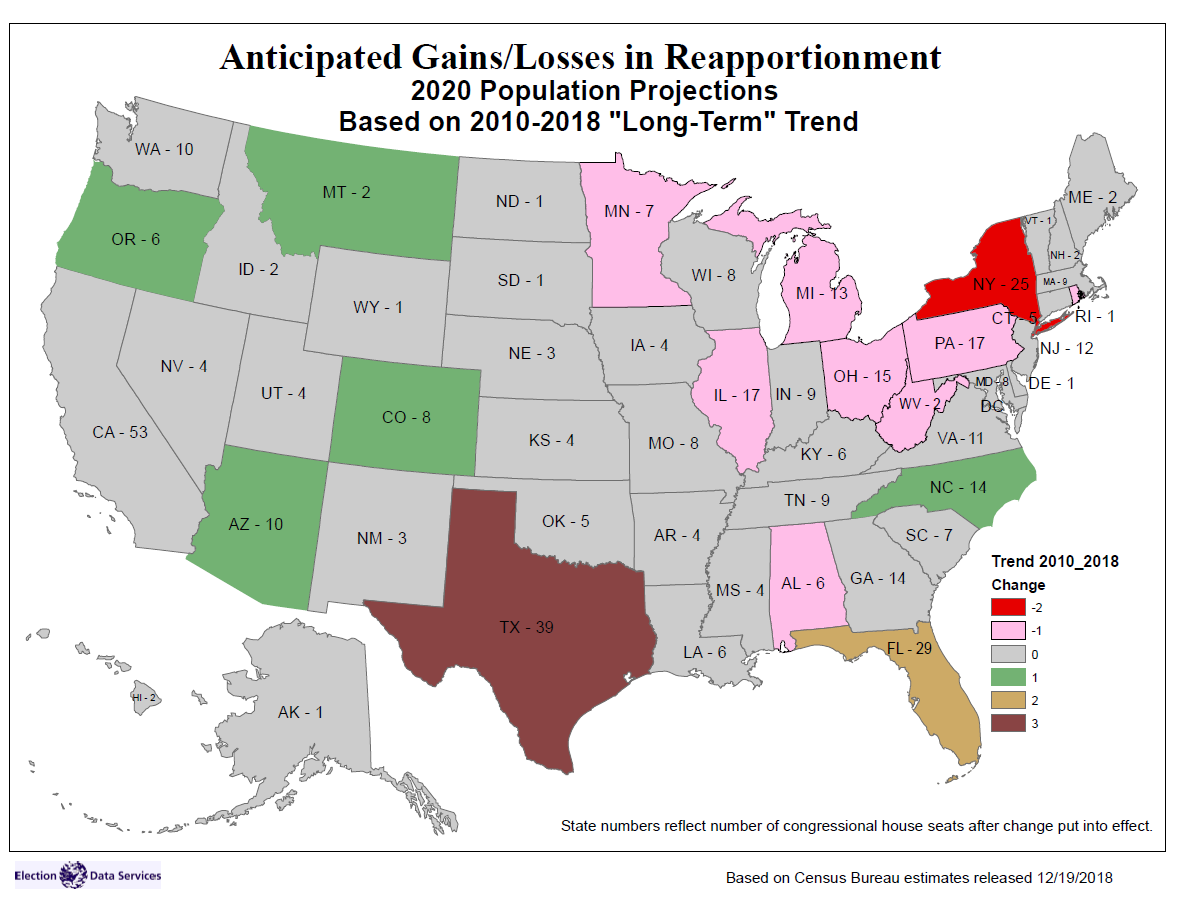 Anticipated Gains/Losses in Reapportionment
2020 Population Projections
Based on 2010-2018 "Long-Term" Trend
WA - 10
MT - 2
ND - 1
MN - 7
ME - 2
VT - 1
OR - 6
ID - 2
SD - 1
WI - 8
NH - 2
NY - 25
MA - 9
MI - 13
WY - 1
CT - 5
RI - 1
IA - 4
PA - 17
NJ - 12
NE - 3
NV - 4
UT - 4
OH - 15
MD - 8
DE - 1
IL - 17
IN - 9
WV - 2
DC
CO - 8
CA - 53
KS - 4
MO - 8
VA - 11
KY - 6
NC - 14
TN - 9
AZ - 10
OK - 5
NM - 3
AR - 4
SC - 7
MS - 4
AL - 6
GA - 14
TX - 39
LA - 6
FL - 29
HI - 2
AK - 1
Trend 2010_2018
Change
-2
-1
0
1
2
3
State numbers reflect number of congressional house seats after change put into effect.
Election Data Services
Based on Census Bureau estimates released 12/19/2018